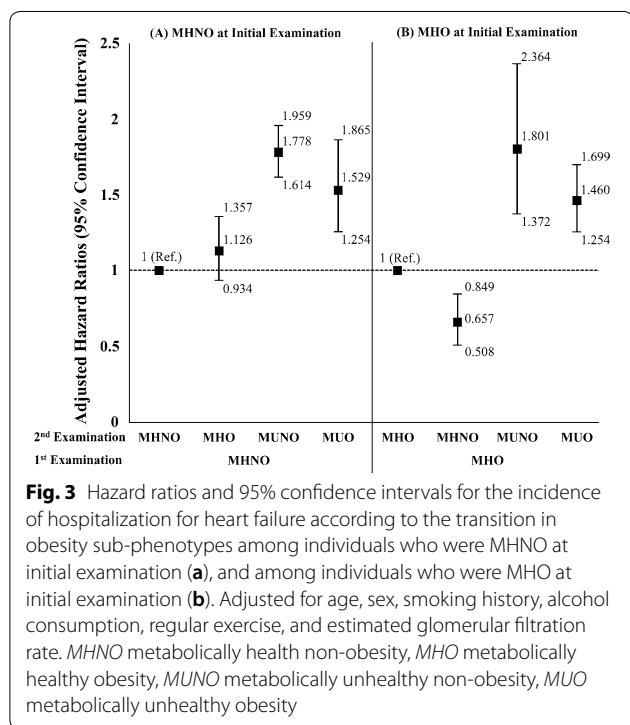 (A) MHNO at Initial Examination
(B) MHO at Initial Examination
Adjusted Hazard Ratios (95% Confidence Interval)
2.5
2
1.5
1
0.5
0
1 (Ref.)
1.357
1.126
0.934
1.959
1.778
1.614
1.865
1.529
1.254
1 (Ref.)
0.849
0.657
0.508
2.364
1.801
1.372
1.699
1.460
1.254
2nd Examination MHNO MHO MUNO MUO MHO MHNO MUNO MUO
1st Examination MHNO MHO
Fig. 3 Hazard ratios and 95% confidence intervals for the incidence
of hospitalization for heart failure according to the transition in
obesity sub-phenotypes among individuals who were MHNO at
initial examination (a), and among individuals who were MHO at
initial examination (b). Adjusted for age, sex, smoking history, alcohol
consumption, regular exercise, and estimated glomerular filtration
rate. MHNO metabolically health non-obesity, MHO metabolically
healthy obesity, MUNO metabolically unhealthy non-obesity, MUO
metabolically unhealthy obesity